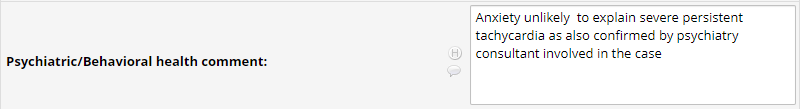 Psychiatric/Behavioral health comment:
H
Anxiety unlikely  to explain severe persistent
tachycardia as also confirmed by psychiatry
consultant involved in the case